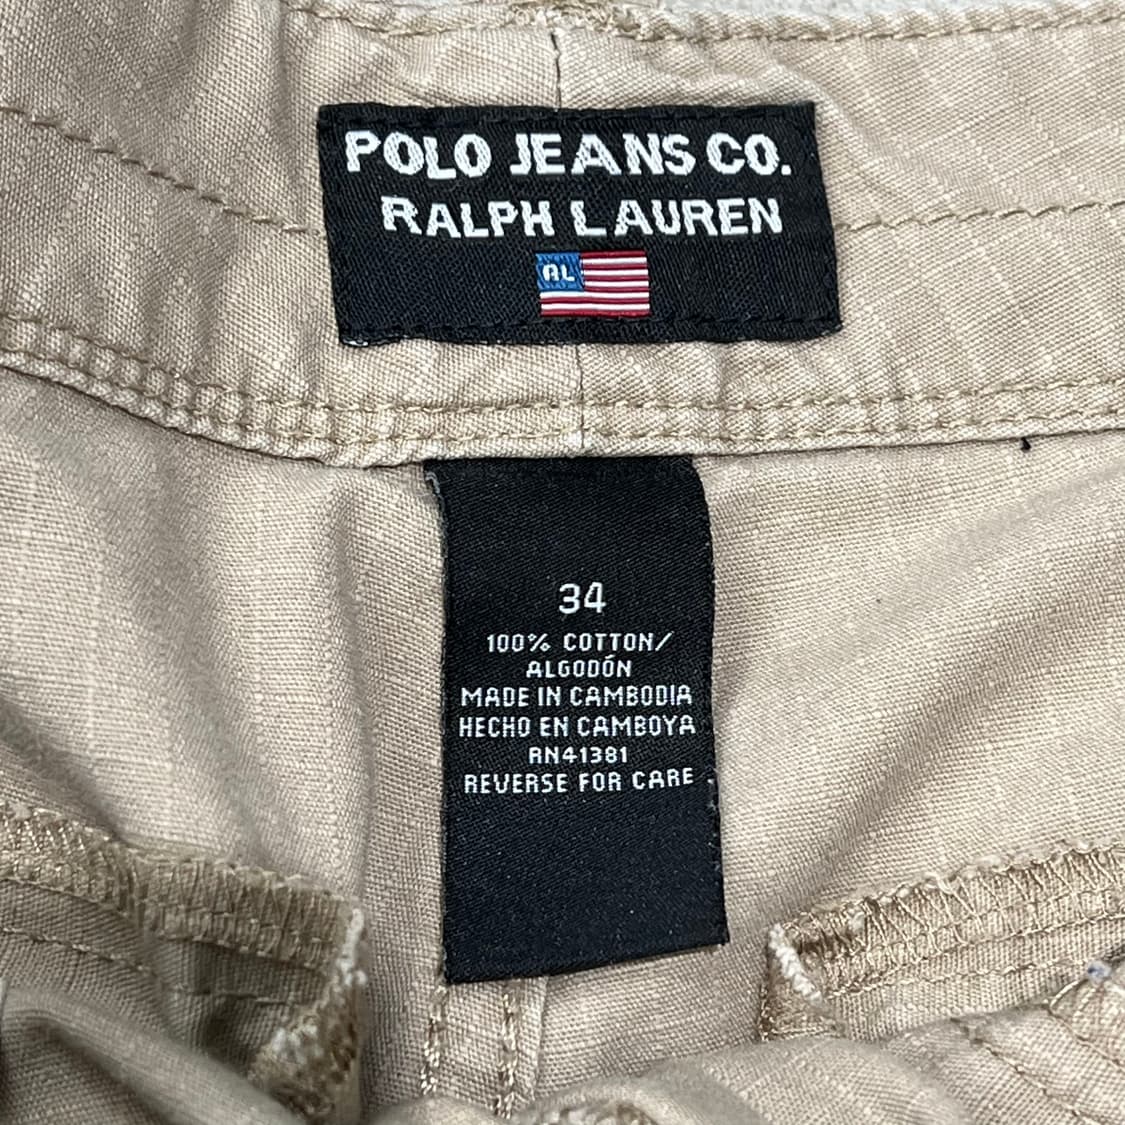 POLO JEANS CO.
RALPH LAUREN
RL
34
100% COTTON/
ALGODÓN
MADE IN CAMBODIA
HECHO EN CAMBOYA
RN41381
REVERSE FOR CARE